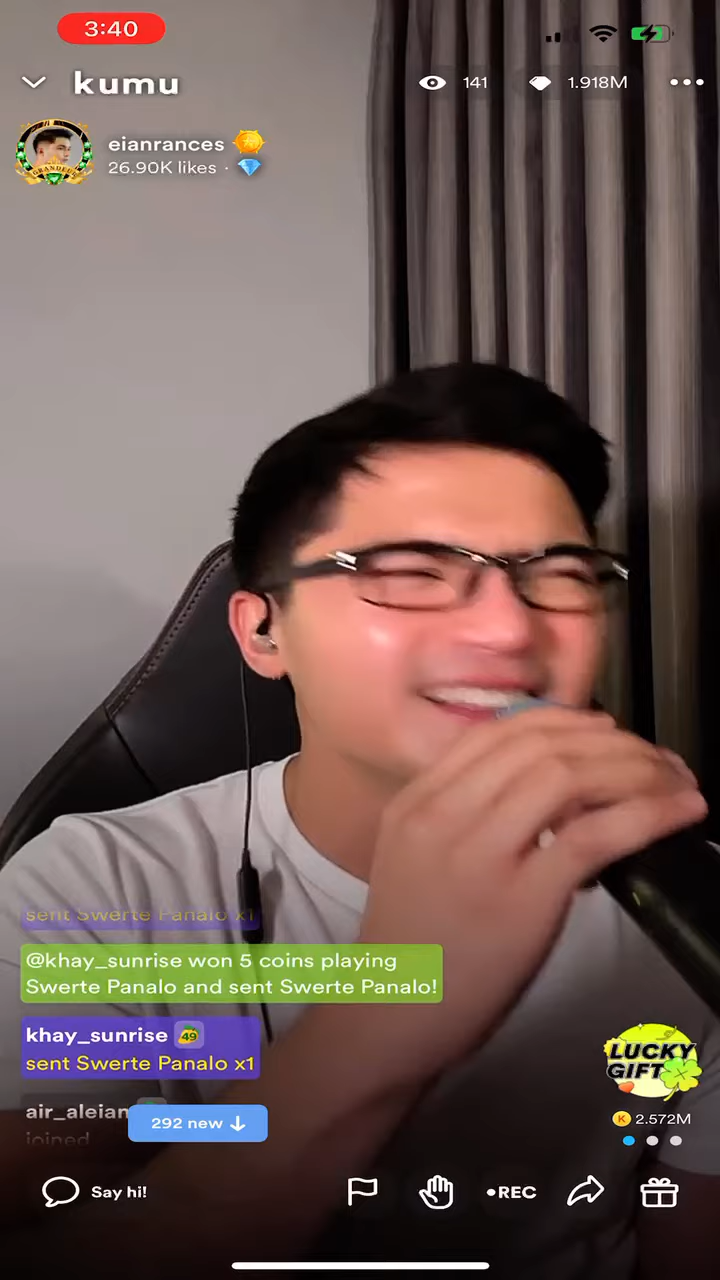 3:40
kumu
141
1.918M
eianrances
26.90K likes ·
GRANDEUR
sent Swerte Panalo x1
@khay_sunrise won 5 coins playing
Swerte Panalo and sent Swerte Panalo!
khay_sunrise 49
sent Swerte Panalo x1
air_aleian
joined
292 new
LUCKY
GIFT
K 2.572M
Say hi!
•REC